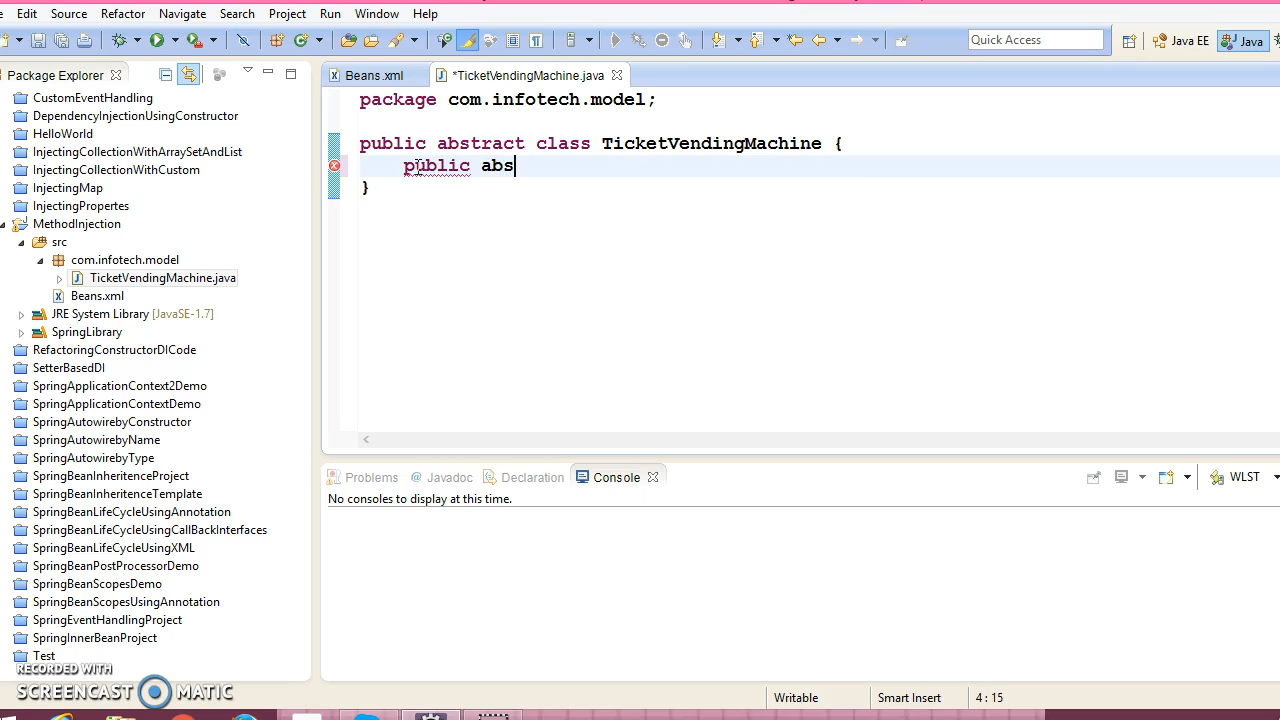 Edit Source Refactor Navigate Search Project Run Window Help
Quick Access
Java EE
Java
Package Explorer
CustomEventHandling
DependencyInjectionUsingConstructor
HelloWorld
InjectingCollectionWithArraySetAndList
InjectingCollectionWithCustom
InjectingMap
InjectingPropertes
MethodInjection
src
com.infotech.model
TicketVendingMachine.java
Beans.xml
JRE System Library [JavaSE-1.7]
SpringLibrary
RefactoringConstructorDICode
SetterBasedDI
SpringApplicationContext2Demo
SpringApplicationContextDemo
SpringAutowirebyConstructor
SpringAutowirebyName
SpringAutowirebyType
SpringBeanInheritenceProject
SpringBeanInheritenceTemplate
SpringBeanLifeCycleUsingAnnotation
SpringBeanLifeCycleUsingCallBackInterfaces
SpringBeanLifeCycleUsingXML
SpringBeanPostProcessorDemo
SpringBeanScopesDemo
SpringBeanScopesUsingAnnotation
SpringEventHandlingProject
SpringInnerBeanProject
Test
Beans.xml
*TicketVendingMachine.java
package com.infotech.model;
public abstract class TicketVendingMachine {
public abs
}
Problems @ Javadoc Declaration Console
WLST
No consoles to display at this time.
RECORDED WITH
SCREENCAST MATIC
Writable Smart Insert 4 : 15